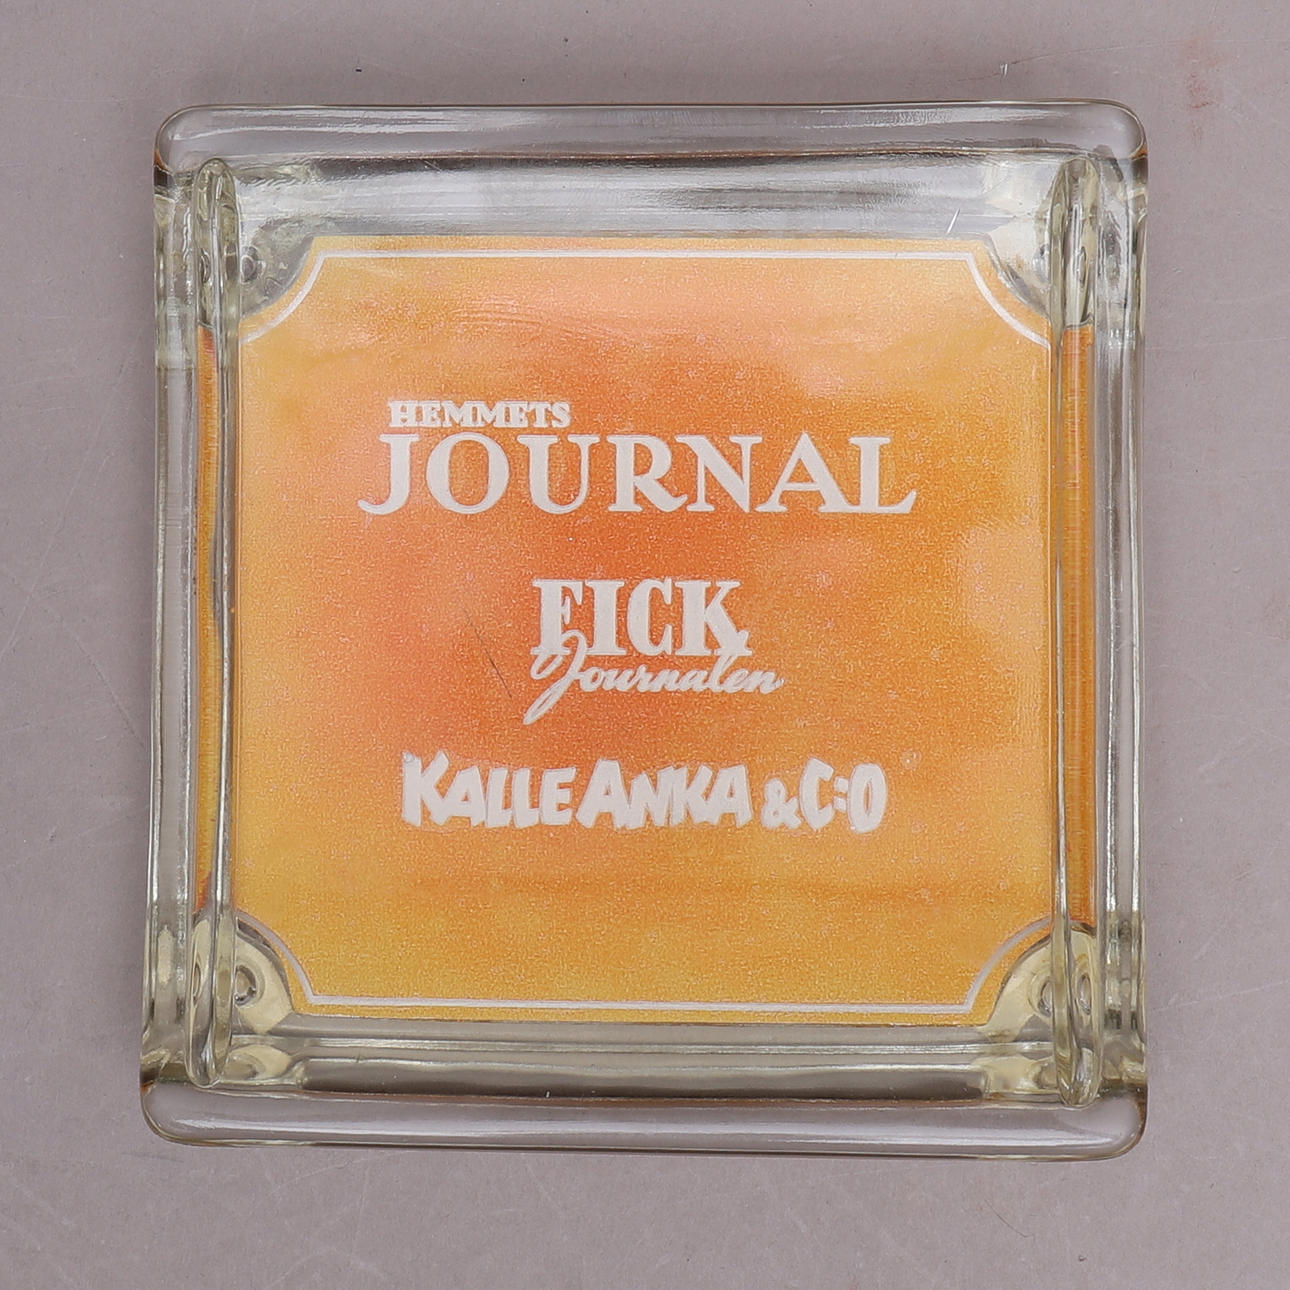 HEMMETS
JOURNAL
FICK
Journalen
KALLE ANKA & C:O